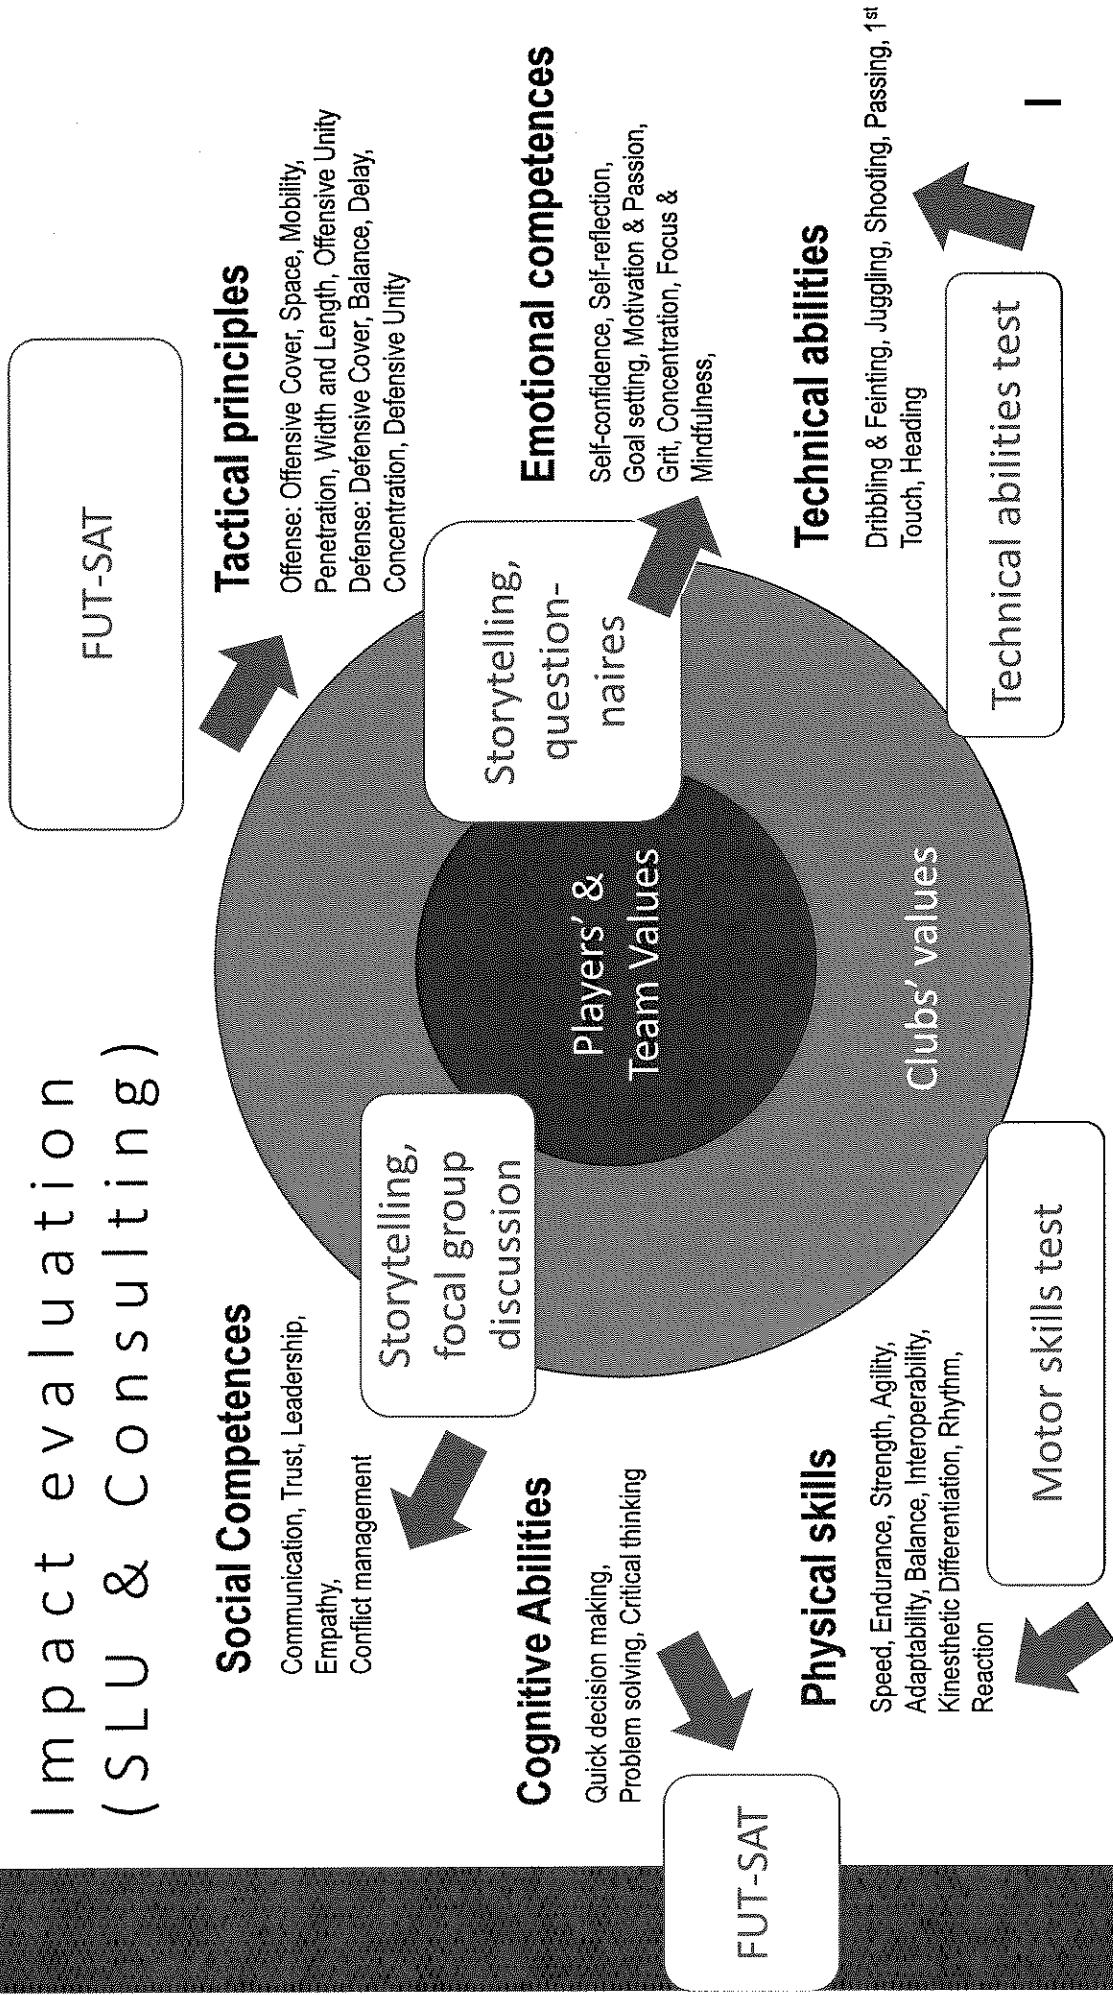 Impact evaluation
(SLU & Consulting)
FUT-SAT
Social Competences
Communication, Trust, Leadership,
Empathy,
Conflict management
Storytelling,
focal group
discussion
Tactical principles
Offense: Offensive Cover, Space, Mobility,
Penetration, Width and Length, Offensive Unity
Defense: Defensive Cover, Balance, Delay,
Concentration, Defensive Unity
Cognitive Abilities
Quick decision making,
Problem solving, Critical thinking
FUT-SAT
Players' &
Team Values
Clubs' values
Storytelling,
question-
naires
Emotional competences
Self-confidence, Self-reflection,
Goal setting, Motivation & Passion,
Grit, Concentration, Focus &
Mindfulness,
Physical skills
Speed, Endurance, Strength, Agility,
Adaptability, Balance, Interoperability,
Kinesthetic Differentiation, Rhythm,
Reaction
Motor skills test
Technical abilities
Dribbling & Feinting, Juggling, Shooting, Passing, 1st
Touch, Heading
Technical abilities test